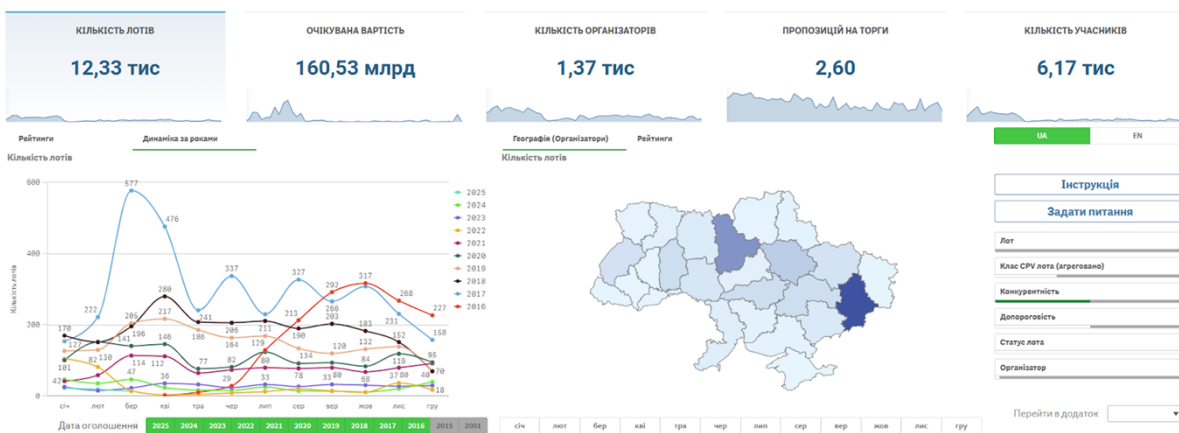 КІЛЬКІСТЬ ЛОТІВ
12,33 тис
ОЧІКУВАНА ВАРТІСТЬ
160,53 млрд
КІЛЬКІСТЬ ОРГАНІЗАТОРІВ
1,37 тис
ПРОПОЗИЦІЙ НА ТОРГИ
2,60
КІЛЬКІСТЬ УЧАСНИКІВ
6,17 тис
Рейтинги
Динаміка за роками
Географія (Організатори)
Рейтинги
UA
EN
Кількість лотів
Кількість лотів
600
400
200
0
Кількість лотів
577
476
222
337
327
292
317
268
227
280
170
205
217
241
213
266
203
211
231
158
183
152
127
130
196
141
146
186
206
164
129
190
134
120
132
101
82
114
112
77
82
80
78
80
84
119
95
42
47
36
29
33
33
68
37
80
40
70
18
2025
2024
2023
2022
2021
2020
2019
2018
2017
2016
січ
лют
бер
кві
тра
чер
лип
сер
вер
жов
лис
гру
Інструкція
Задати питання
Лот
Клас CPV лота (агреговано)
Конкурентність
Допороговість
Статус лота
Організатор
Перейти в додаток
Дата оголошення
2025 2024 2023 2022 2021 2020 2019 2018 2017 2016 2015 2001
січ лют бер кві тра чер лип сер вер жов лис гру